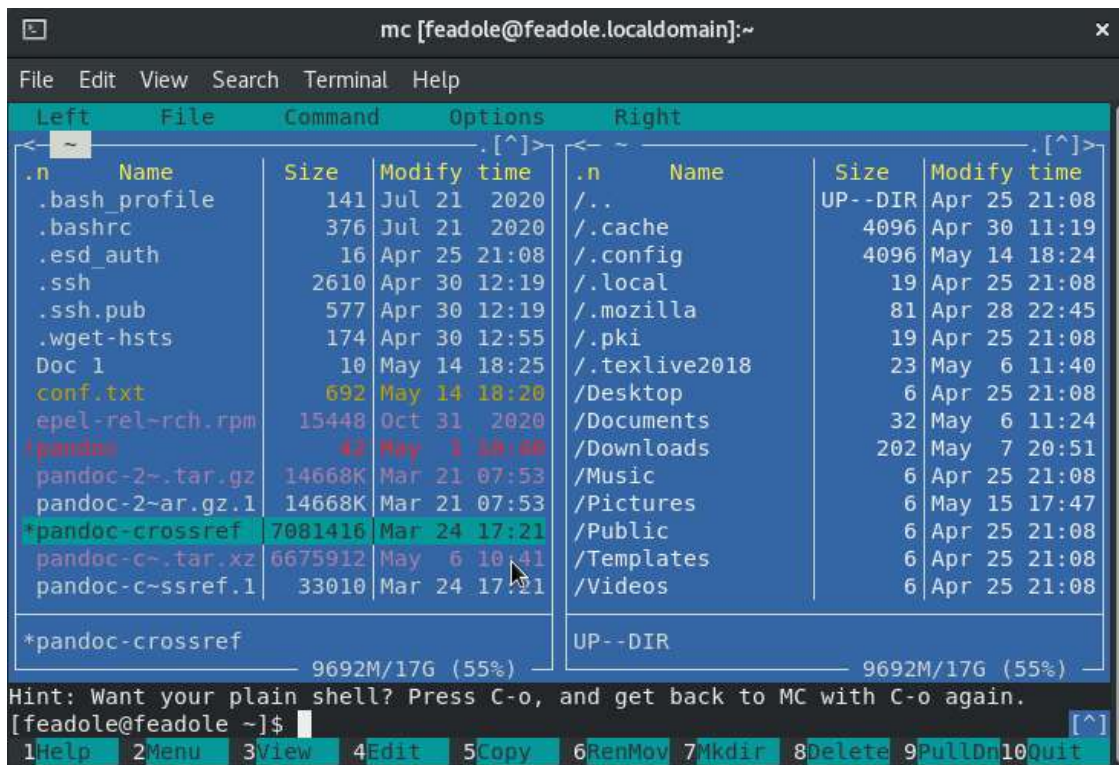 mc [feadole@feadole.localdomain]:~ ×
File Edit View Search Terminal Help
Left File Command Options Right
<─ ~ ─.[^]>
.n Name Size Modify time
.bash_profile 141 Jul 21 2020
.bashrc 376 Jul 21 2020
.esd_auth 16 Apr 25 21:08
.ssh 2610 Apr 30 12:19
.ssh.pub 577 Apr 30 12:19
.wget-hsts 174 Apr 30 12:55
Doc 1 10 May 14 18:25
conf.txt 692 May 14 18:20
epel-rel~rch.rpm 15448 Oct 31 2020
!pandoc 42 May 1
pandoc-2~.tar.gz 14668K Mar 21 07:53
pandoc-2~ar.gz.1 14668K Mar 21 07:53
*pandoc-crossref 7081416 Mar 24 17:21
pandoc-c~.tar.xz 6675912 May 6 10:41
pandoc-c~ssref.1 33010 Mar 24 17:21
*pandoc-crossref
9692M/17G (55%)
<─ ~ ─.[^]>
.n Name Size Modify time
/.. UP--DIR Apr 25 21:08
/.cache 4096 Apr 30 11:19
/.config 4096 May 14 18:24
/.local 19 Apr 25 21:08
/.mozilla 81 Apr 28 22:45
/.pki 19 Apr 25 21:08
/.texlive2018 23 May 6 11:40
/Desktop 6 Apr 25 21:08
/Documents 32 May 6 11:24
/Downloads 202 May 7 20:51
/Music 6 Apr 25 21:08
/Pictures 6 May 15 17:47
/Public 6 Apr 25 21:08
/Templates 6 Apr 25 21:08
/Videos 6 Apr 25 21:08
UP--DIR
9692M/17G (55%)
Hint: Want your plain shell? Press C-o, and get back to MC with C-o again.
[feadole@feadole ~]$ [^]
1Help 2Menu 3View 4Edit 5Copy 6RenMov 7Mkdir 8Delete 9PullDn 10Quit